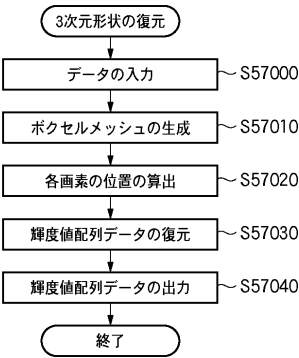 3次元形状の復元
データの入力
S57000
ボクセルメッシュの生成
S57010
各画素の位置の算出
S57020
輝度値配列データの復元
S57030
輝度値配列データの出力
S57040
終了